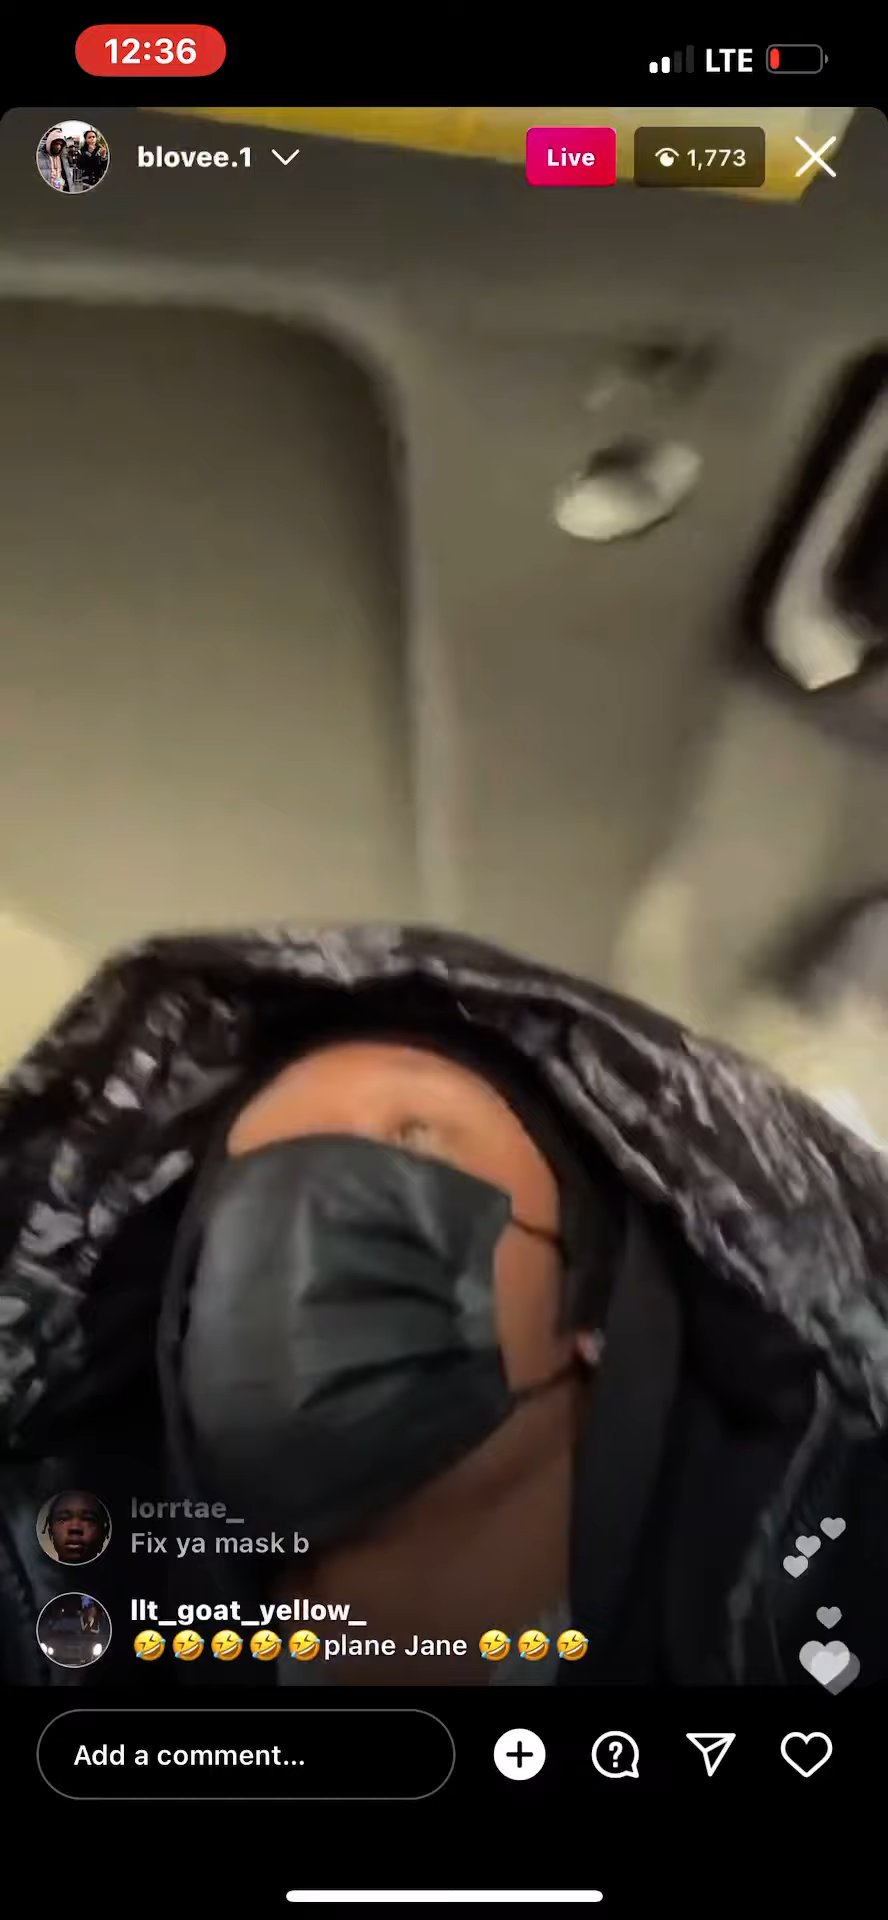 12:36
LTE
blovee.1
Live
1,773
lorrtae_
Fix ya mask b
llt_goat_yellow_
🤣🤣🤣🤣🤣plane Jane 🤣🤣🤣
Add a comment...